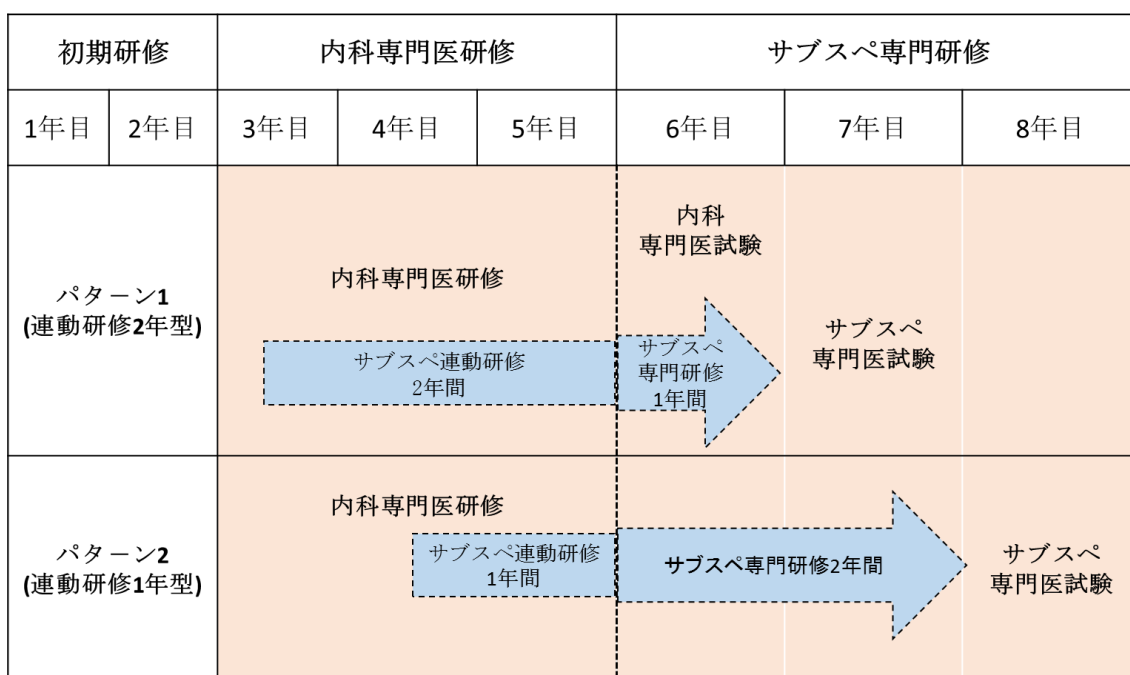 初期研修
内科専門医研修
サブスペ専門研修
1年目
2年目
3年目
4年目
5年目
6年目
7年目
8年目
パターン1
(連動研修2年型)
内科専門医研修
サブスペ連動研修
2年間
内科
専門医試験
サブスペ
専門研修
1年間
サブスペ
専門医試験
パターン2
(連動研修1年型)
内科専門医研修
サブスペ連動研修
1年間
サブスペ専門研修2年間
サブスペ
専門医試験